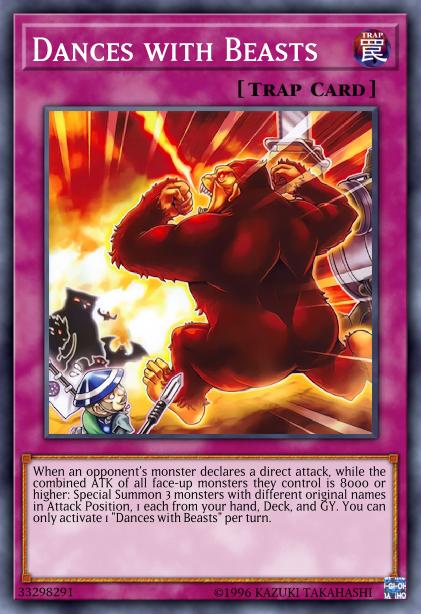 DANCES WITH BEASTS
TRAP
罠
[TRAP CARD]
When an opponent's monster declares a direct attack, while the
combined ATK of all face-up monsters they control is 8000 or
higher: Special Summon 3 monsters with different original names
in Attack Position, 1 each from your hand, Deck, and GY. You can
only activate 1 "Dances with Beasts" per turn.
33298291
©1996 KAZUKI TAKAHASHI